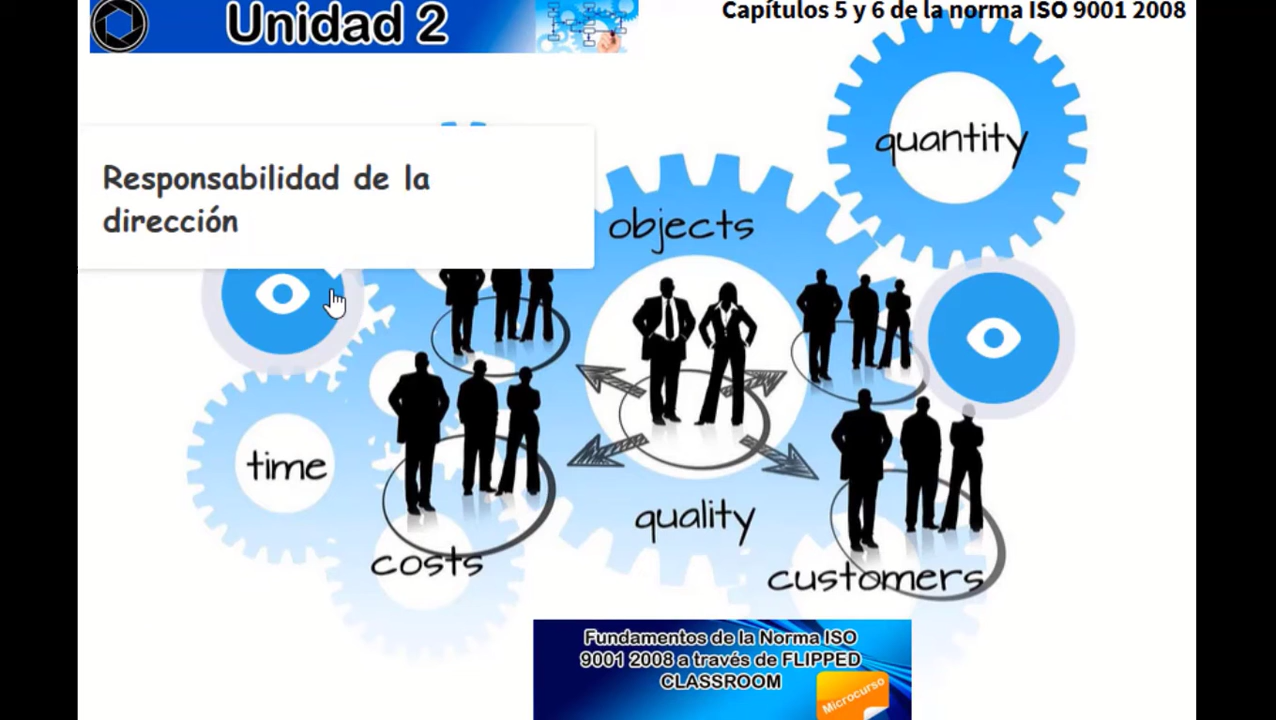 Unidad 2
Capítulos 5 y 6 de la norma ISO 9001 2008
quantity
Responsabilidad de la
dirección
objects
time
quality
costs
customers
Fundamentos de la Norma ISO
9001 2008 a través de FLIPPED
CLASSROOM
Microcurso